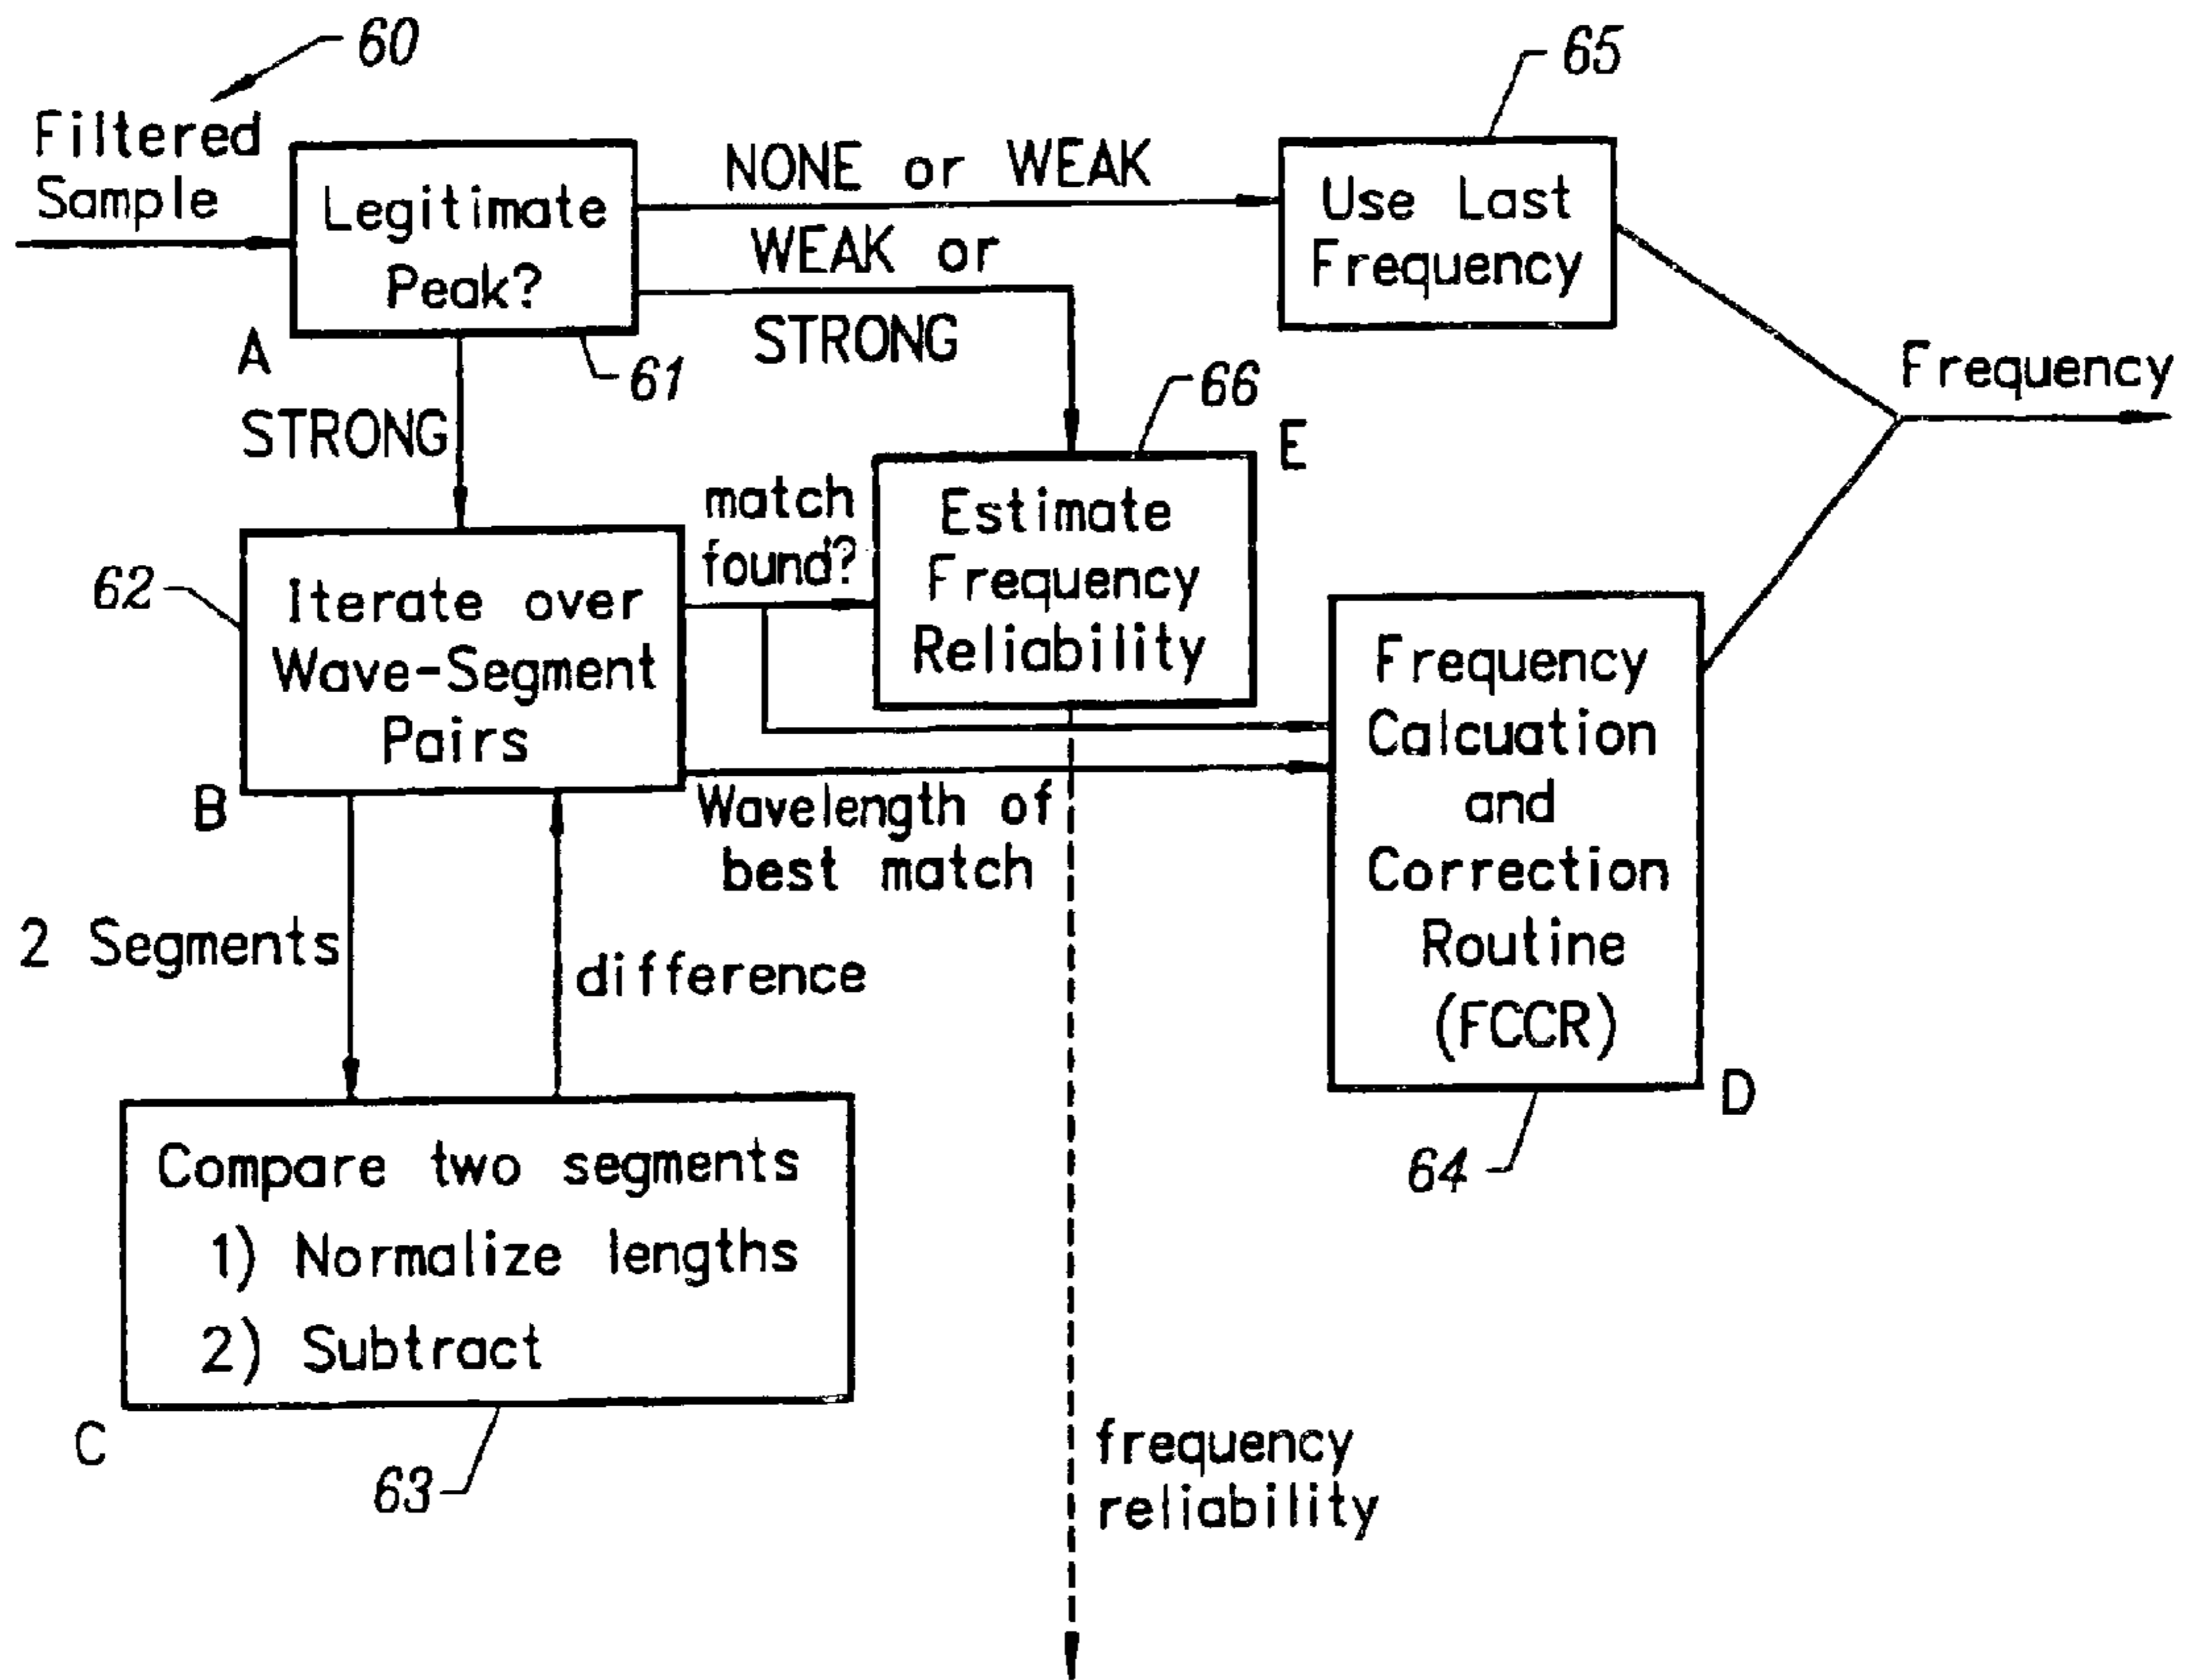 60
Filtered
Sample
Legitimate
Peak?
A
61
NONE or WEAK
WEAK or
STRONG
65
Use Last
Frequency
Frequency
STRONG
66
E
match
found?
Estimate
Frequency
Reliability
62
Iterate over
Wave-Segment
Pairs
B
Wavelength of
best match
Frequency
Calcuation
and
Correction
Routine
(FCCR)
D
64
2 Segments
difference
Compare two segments
1) Normalize lengths
2) Subtract
C
63
frequency
reliability